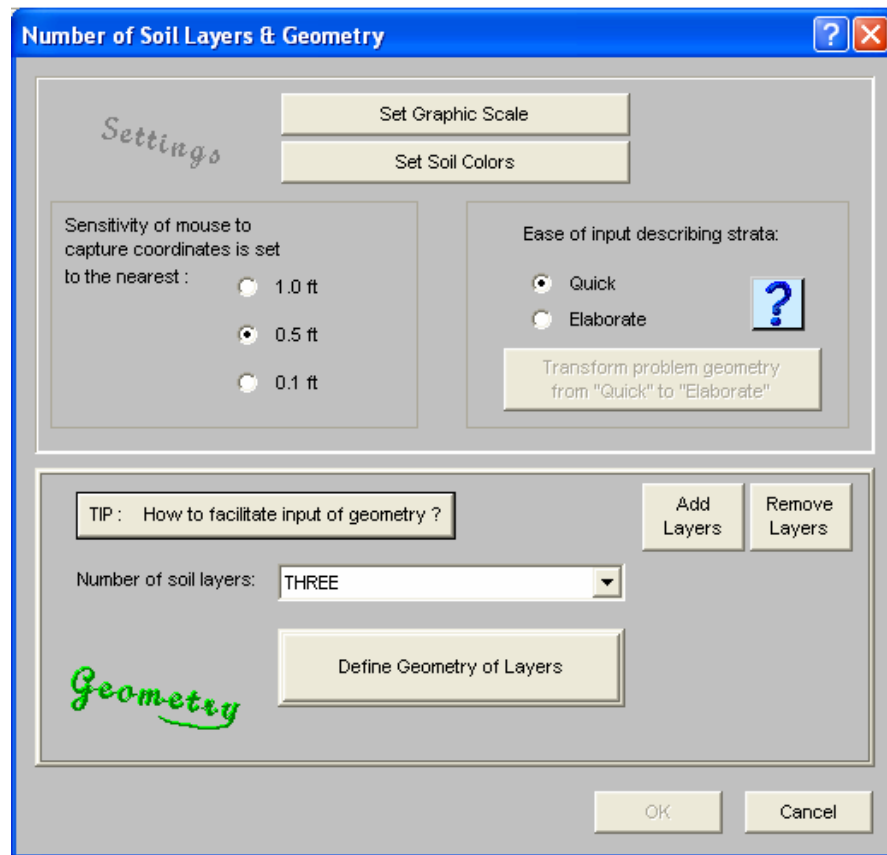 Number of Soil Layers & Geometry
?
Settings
Set Graphic Scale
Set Soil Colors
Sensitivity of mouse to
capture coordinates is set
to the nearest :
1.0 ft
0.5 ft
0.1 ft
Ease of input describing strata:
Quick
Elaborate
?
Transform problem geometry
from "Quick" to "Elaborate"
TIP : How to facilitate input of geometry ?
Add
Layers
Remove
Layers
Number of soil layers:
THREE
Geometry
Define Geometry of Layers
OK
Cancel